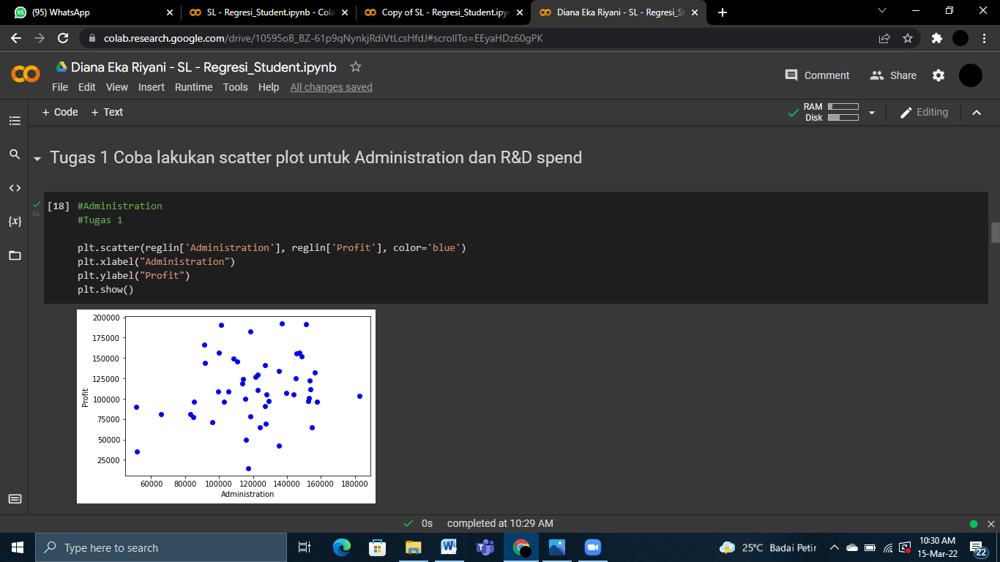 95 (95) WhatsApp
SL - Regresi_Student.ipynb - Cola
Copy of SL - Regresi_Student.ipyn
Diana Eka Riyani - SL - Regresi_St
colab.research.google.com/drive/10595oB_BZ-61p9qNynkjRdiVtLcsHfdJ#scrollTo=EEyaHDz60gPK
Diana Eka Riyani - SL - Regresi_Student.ipynb
File Edit View Insert Runtime Tools Help All changes saved
Comment Share
+ Code + Text
RAM
Disk
Editing
Tugas 1 Coba lakukan scatter plot untuk Administration dan R&D spend
{x}
0s
[18] #Administration
#Tugas 1
plt.scatter(reglin['Administration'], reglin['Profit'], color='blue')
plt.xlabel("Administration")
plt.ylabel("Profit")
plt.show()
200000
175000
150000
125000
100000
75000
50000
25000
Profit
60000 80000 100000 120000 140000 160000 180000
Administration
0s completed at 10:29 AM
Type here to search
25°C Badai Petir
10:30 AM
15-Mar-22
22